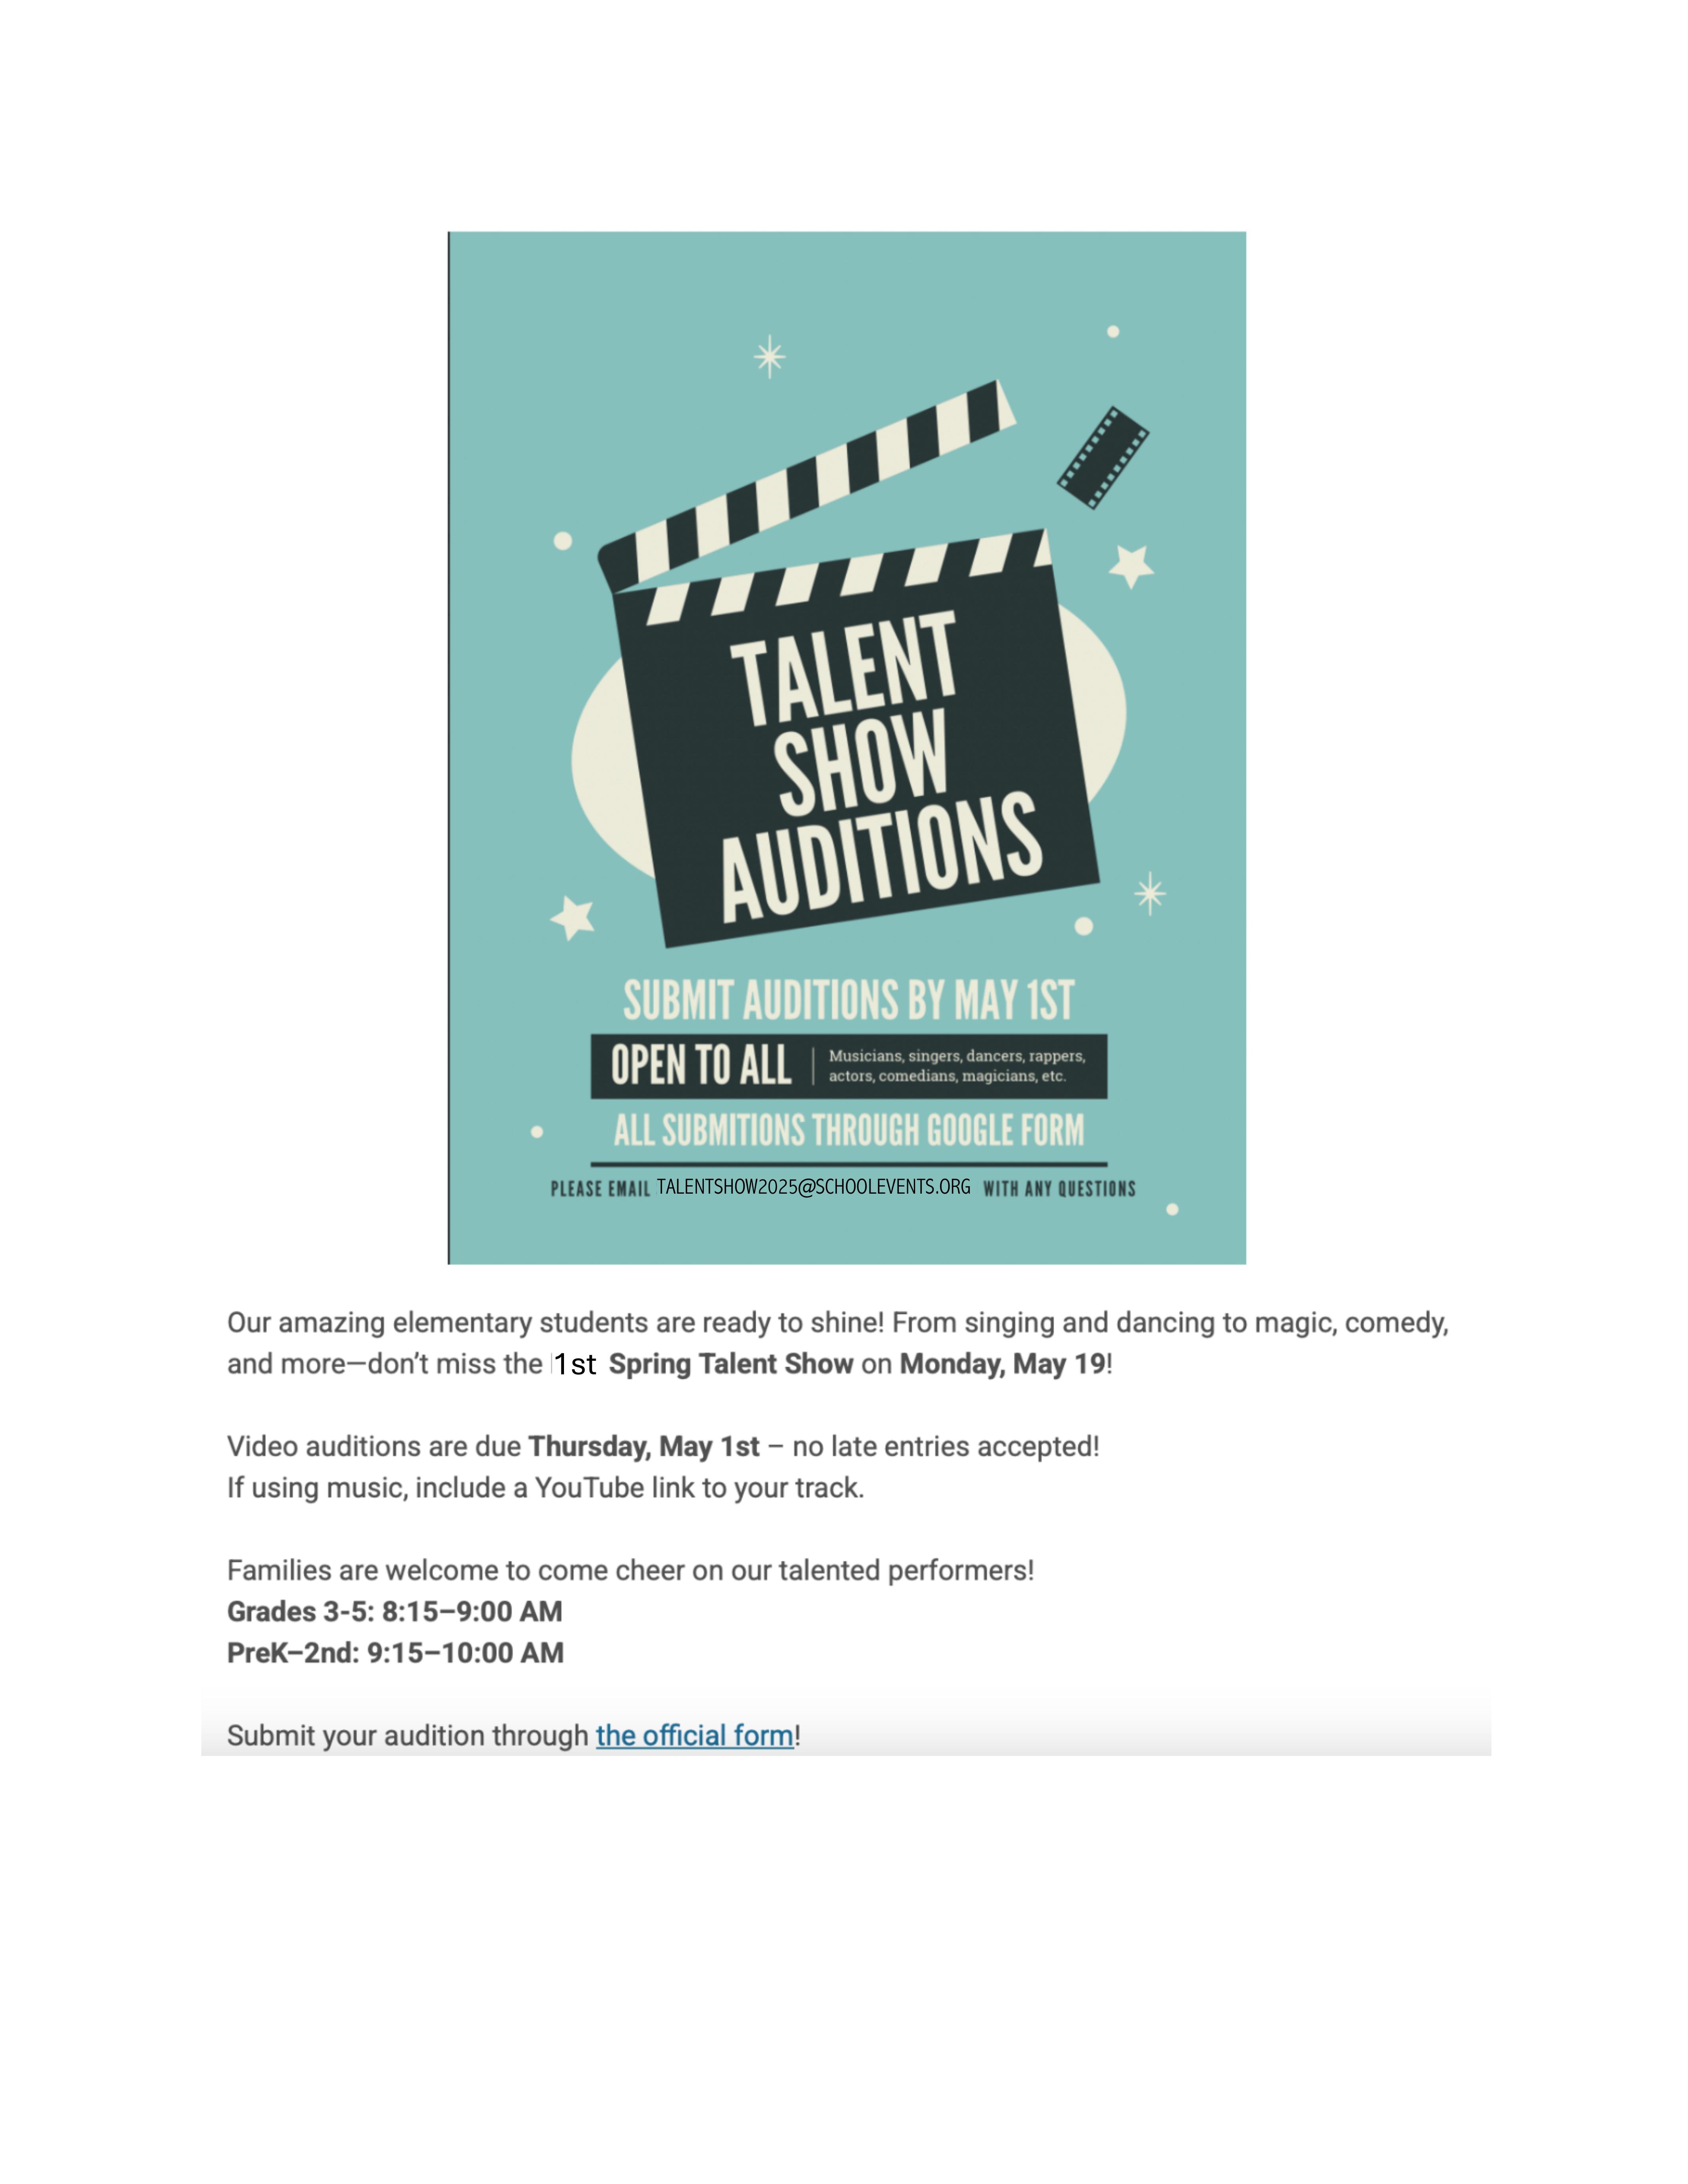 TALENT
SHOW
AUDITIONS
SUBMIT AUDITIONS BY MAY 1ST
OPEN TO ALL
Musicians, singers, dancers, rappers,
actors, comedians, magicians, etc.
ALL SUBMITIONS THROUGH GOOGLE FORM
PLEASE EMAIL TALENTSHOW2025@SCHOOLEVENTS.ORG WITH ANY QUESTIONS
Our amazing elementary students are ready to shine! From singing and dancing to magic, comedy,
and more—don't miss the 1st Spring Talent Show on Monday, May 19!
Video auditions are due Thursday, May 1st – no late entries accepted!
If using music, include a YouTube link to your track.
Families are welcome to come cheer on our talented performers!
Grades 3-5: 8:15–9:00 AM
PreK–2nd: 9:15–10:00 AM
Submit your audition through the official form!